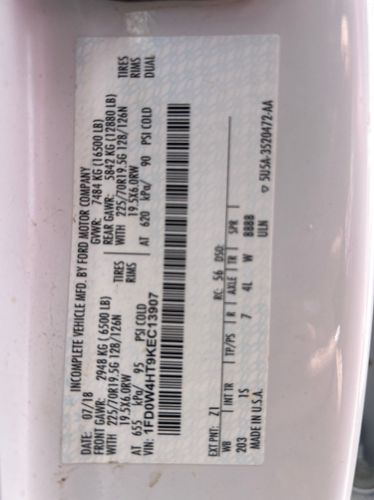 INCOMPLETE VEHICLE MFD. BY FORD MOTOR COMPANY
DATE: 07/18 GVWR: 7484 KG (16500 LB)
FRONT GAWR: 2948 KG (6500 LB) REAR GAWR: 5842 KG (12880 LB)
WITH 225/70R19.5G 128/126N TIRES WITH 225/70R19.5G 128/126N TIRES
19.5X6.0RW RIMS 19.5X6.0RW RIMS
AT 655 kPa/ 95 PSI COLD AT 620 kPa/ 90 PSI COLD DUAL
VIN: 1FD0W4HT9KEC13907
EXT PNT: Z1 RC: 56 DSO:
WB INT TR TP/PS R AXLE TR SPR
203 1S 7 4L W BBBB
MADE IN U.S.A. ULN
5U5A-3520472-AA